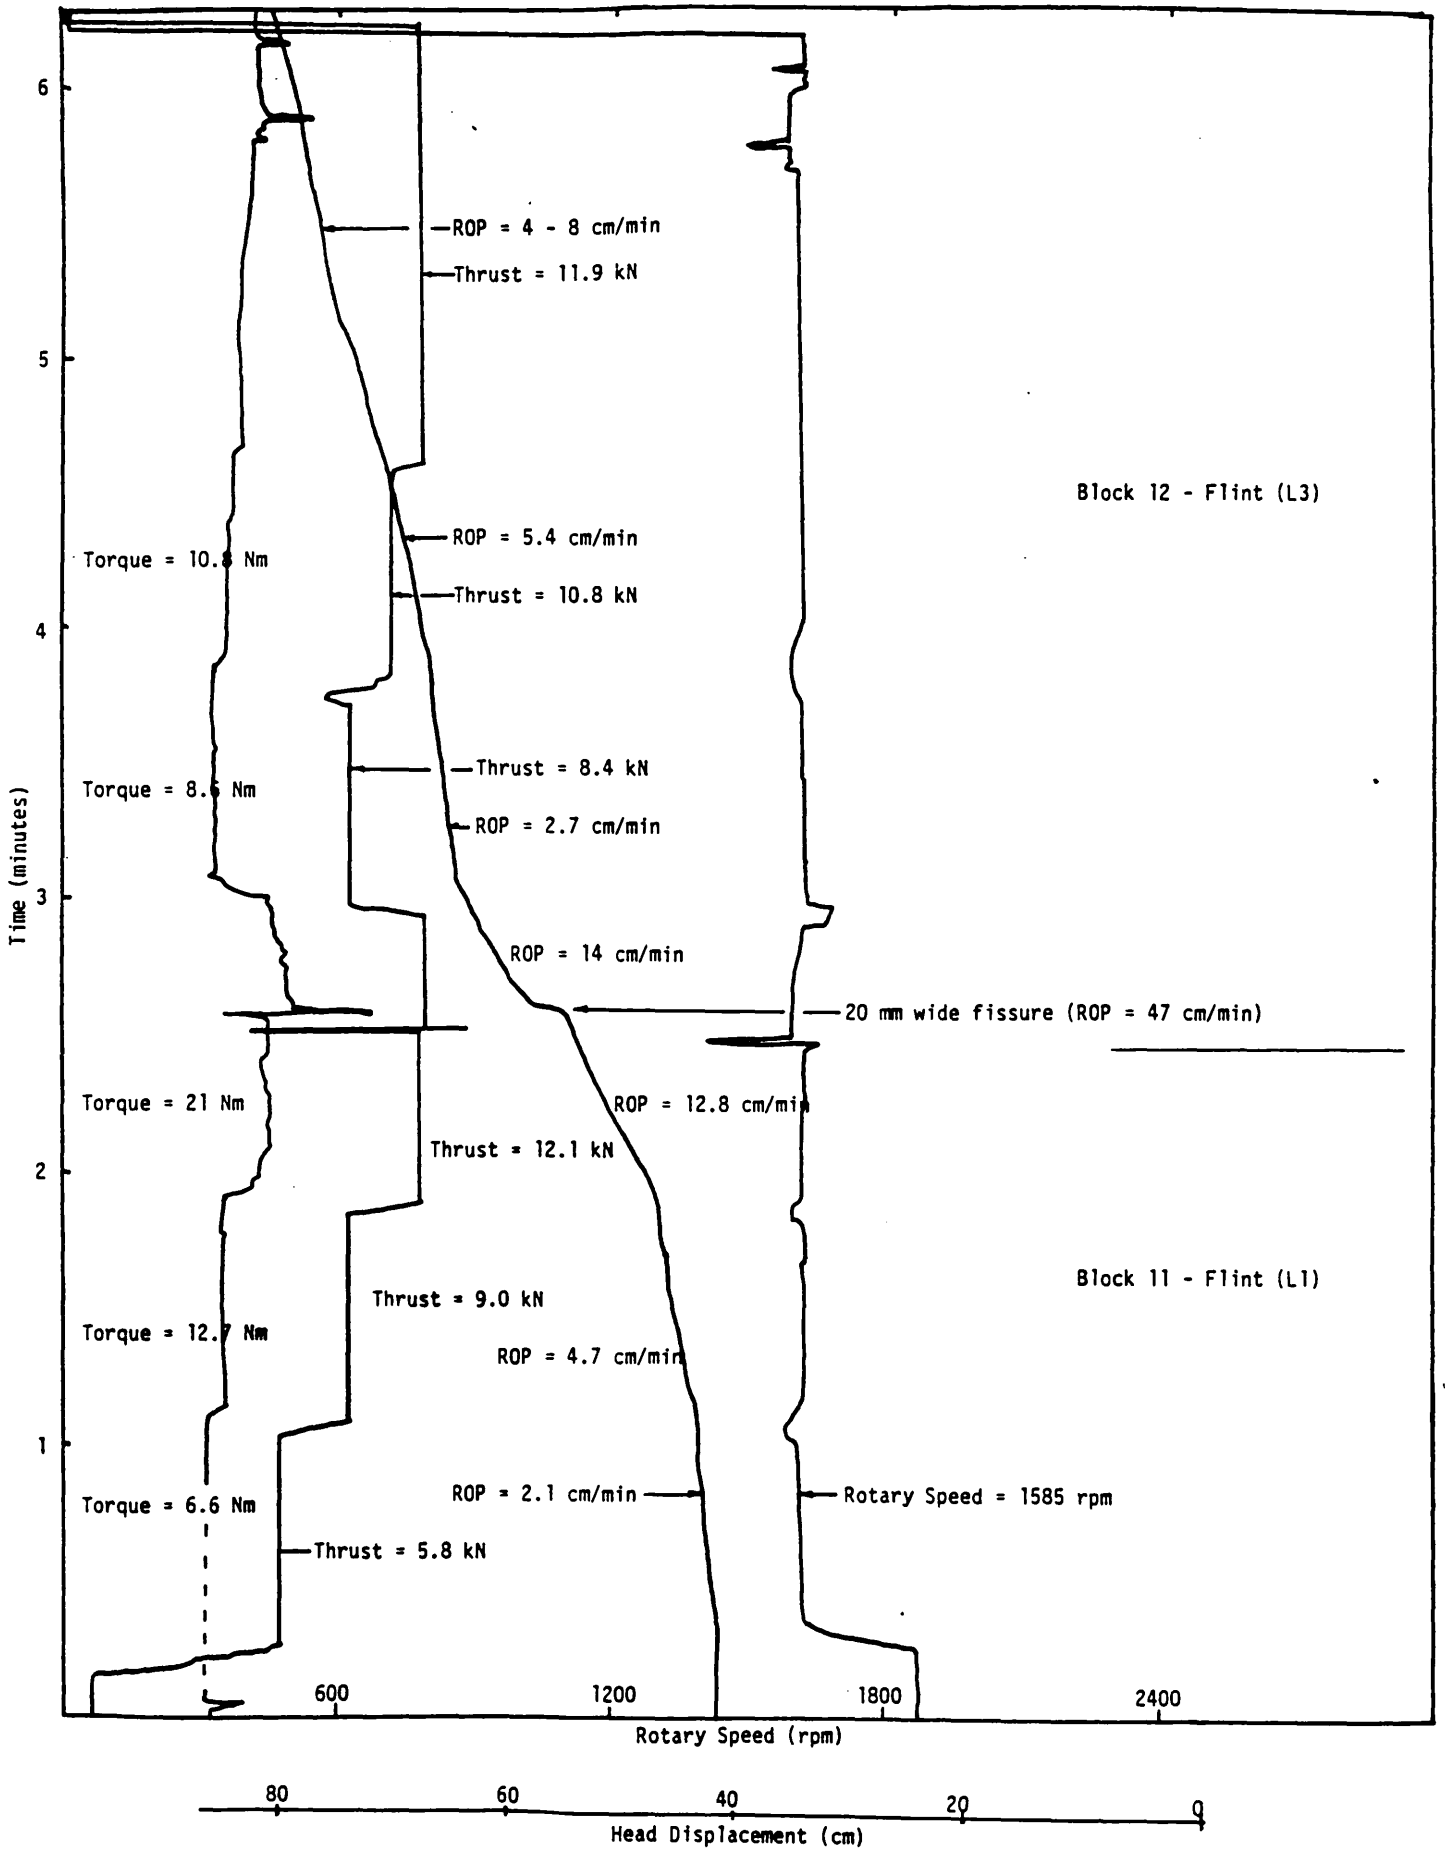 6
ROP = 4 - 8 cm/min
Thrust = 11.9 kN
5
Block 12 - Flint (L3)
ROP = 5.4 cm/min
Torque = 10.8 Nm
Thrust = 10.8 kN
4
Thrust = 8.4 kN
Torque = 8.6 Nm
ROP = 2.7 cm/min
Time (minutes)
3
ROP = 14 cm/min
20 mm wide fissure (ROP = 47 cm/min)
Torque = 21 Nm
ROP = 12.8 cm/min
Thrust = 12.1 kN
2
Block 11 - Flint (L1)
Thrust = 9.0 kN
Torque = 12.7 Nm
ROP = 4.7 cm/min
1
ROP = 2.1 cm/min
Rotary Speed = 1585 rpm
Torque = 6.6 Nm
Thrust = 5.8 kN
600 1200 1800 2400
Rotary Speed (rpm)
80 60 40 20 0
Head Displacement (cm)